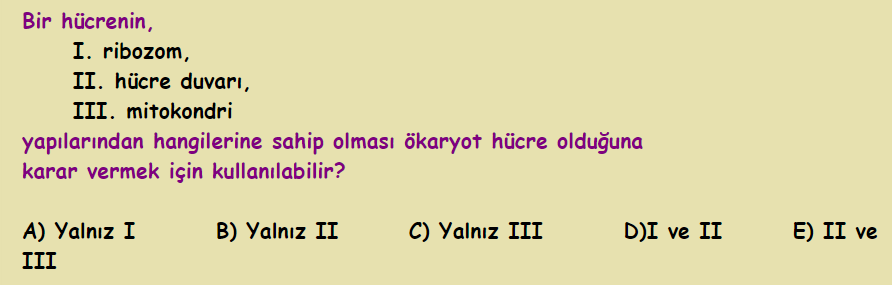 Bir hücrenin,
I. ribozom,
II. hücre duvarı,
III. mitokondri
yapılarından hangilerine sahip olması ökaryot hücre olduğuna
karar vermek için kullanılabilir?
A) Yalnız I B) Yalnız II C) Yalnız III D)I ve II E) II ve
III